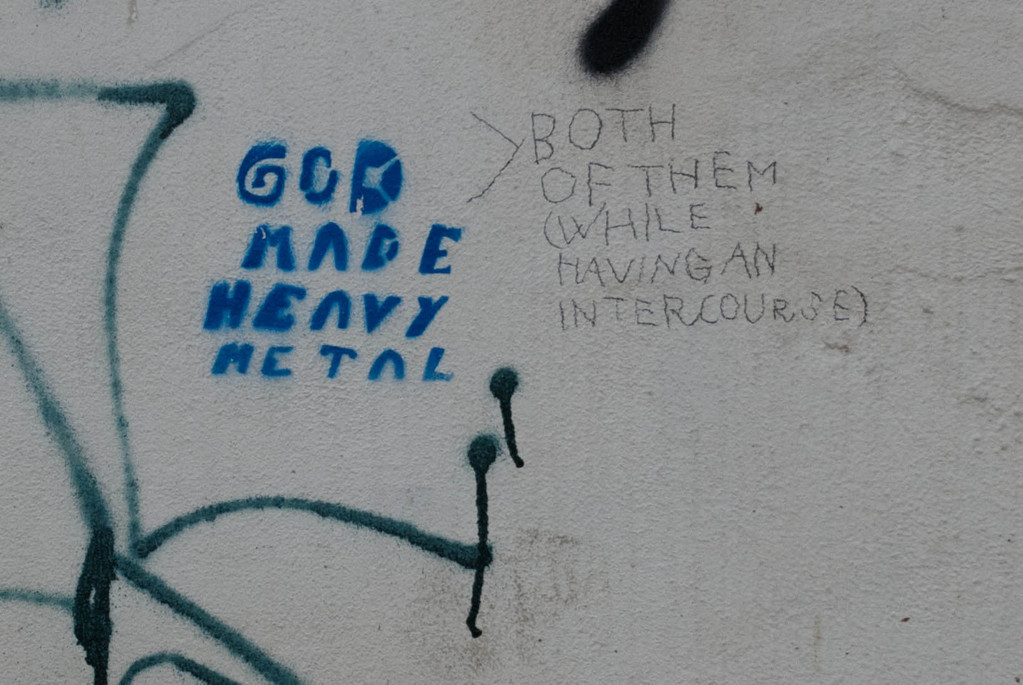 GOD
MADE
HEAVY
METAL
BOTH
OF THEM
(WHILE
HAVING AN
INTERCOURSE)